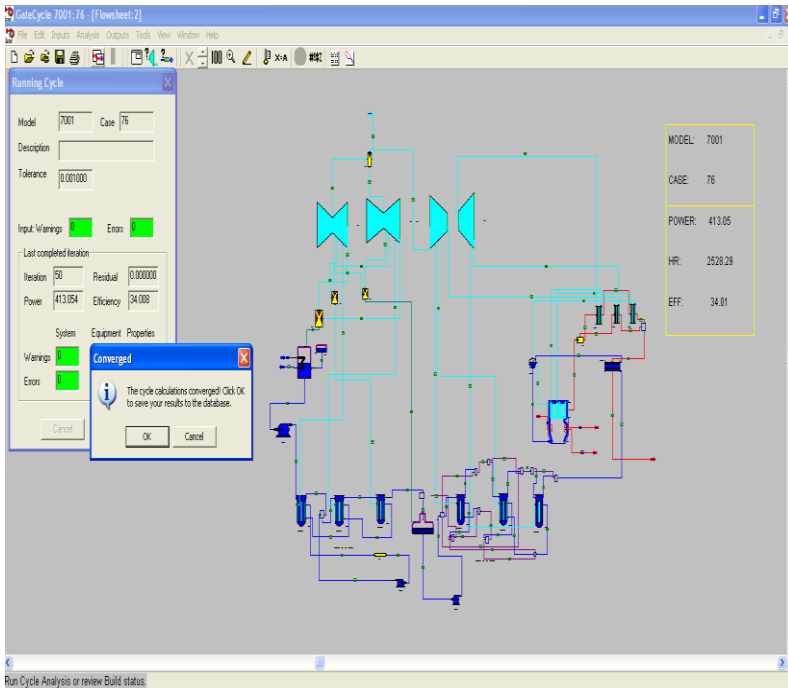 GateCycle 7001:76 - [Flowsheet:2]
File Edit Inputs Analysis Outputs Tools View Window Help
X=A
Running Cycle
Model 7001 Case 76
Description
Tolerance 0.001000
Input: Warnings 0 Errors 0
Last completed iteration
Iteration 50 Residual 0.000000
Power 413.054 Efficiency 34.008
System Equipment Properties
Warnings 0
Errors 0
Cancel
Converged
The cycle calculations converged! Click OK
to save your results to the database.
OK Cancel
MODEL: 7001
CASE: 76
POWER: 413.05
HR: 2528.29
EFF: 34.01
Run Cycle Analysis or review Build status.